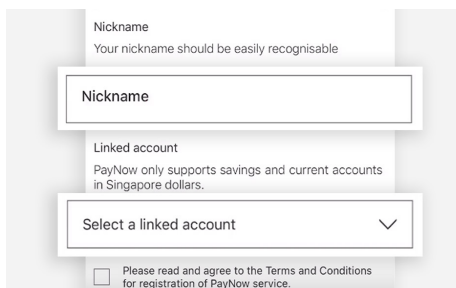 Nickname
Your nickname should be easily recognisable
Nickname
Linked account
PayNow only supports savings and current accounts
in Singapore dollars.
Select a linked account
Please read and agree to the Terms and Conditions
for registration of PayNow service.